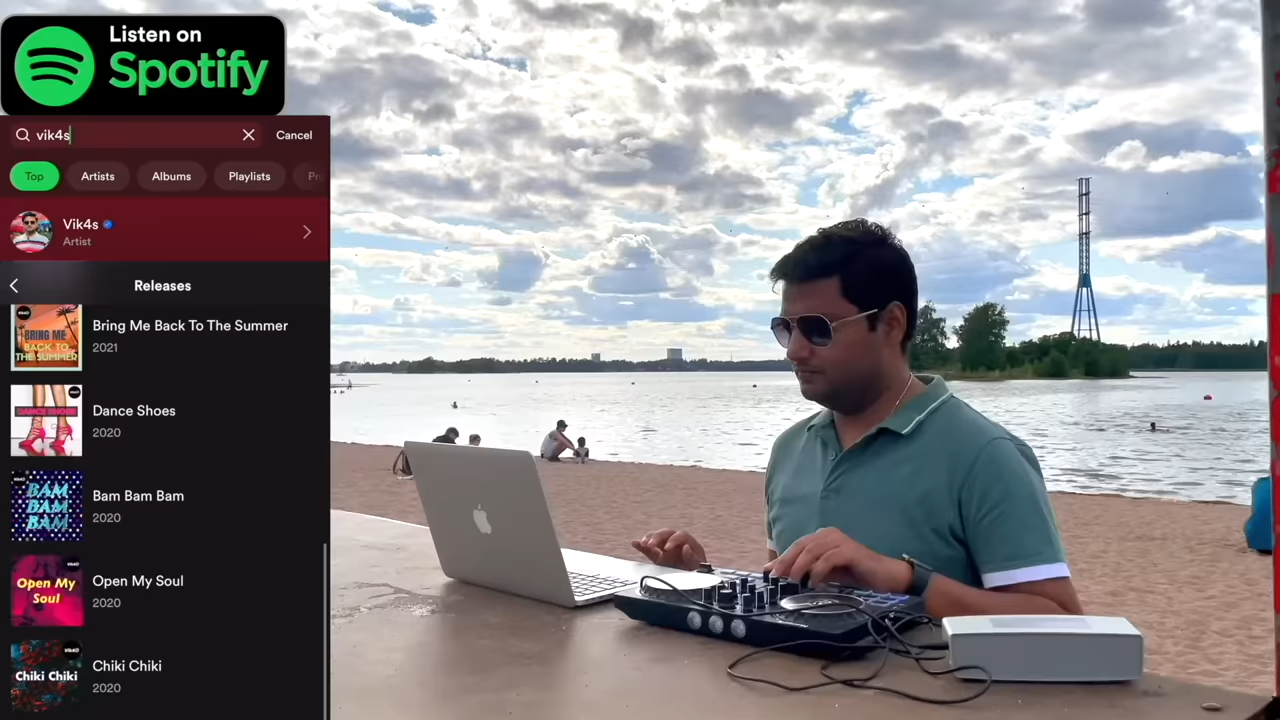 Listen on
Spotify
vik4s
Cancel
Top
Artists
Albums
Playlists
Vik4s
Artist
Releases
BRING ME
BACK TO
THE SUMMER
Bring Me Back To The Summer
2021
DANCE SHOES
Dance Shoes
2020
BAM
BAM
BAM
Bam Bam Bam
2020
Open My
Soul
Open My Soul
2020
Chiki Chiki
Chiki Chiki
2020